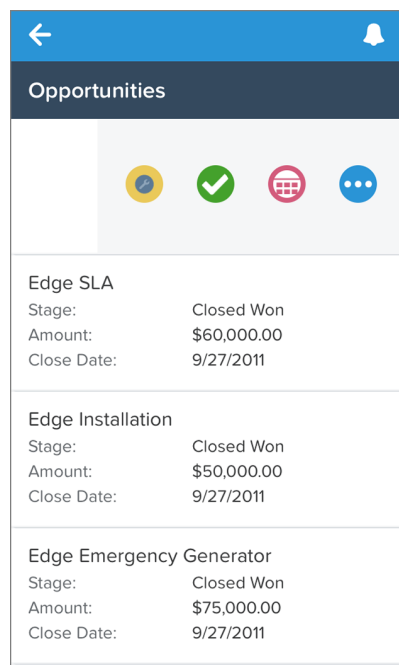 Opportunities
Edge SLA
Stage: Closed Won
Amount: $60,000.00
Close Date: 9/27/2011
Edge Installation
Stage: Closed Won
Amount: $50,000.00
Close Date: 9/27/2011
Edge Emergency Generator
Stage: Closed Won
Amount: $75,000.00
Close Date: 9/27/2011